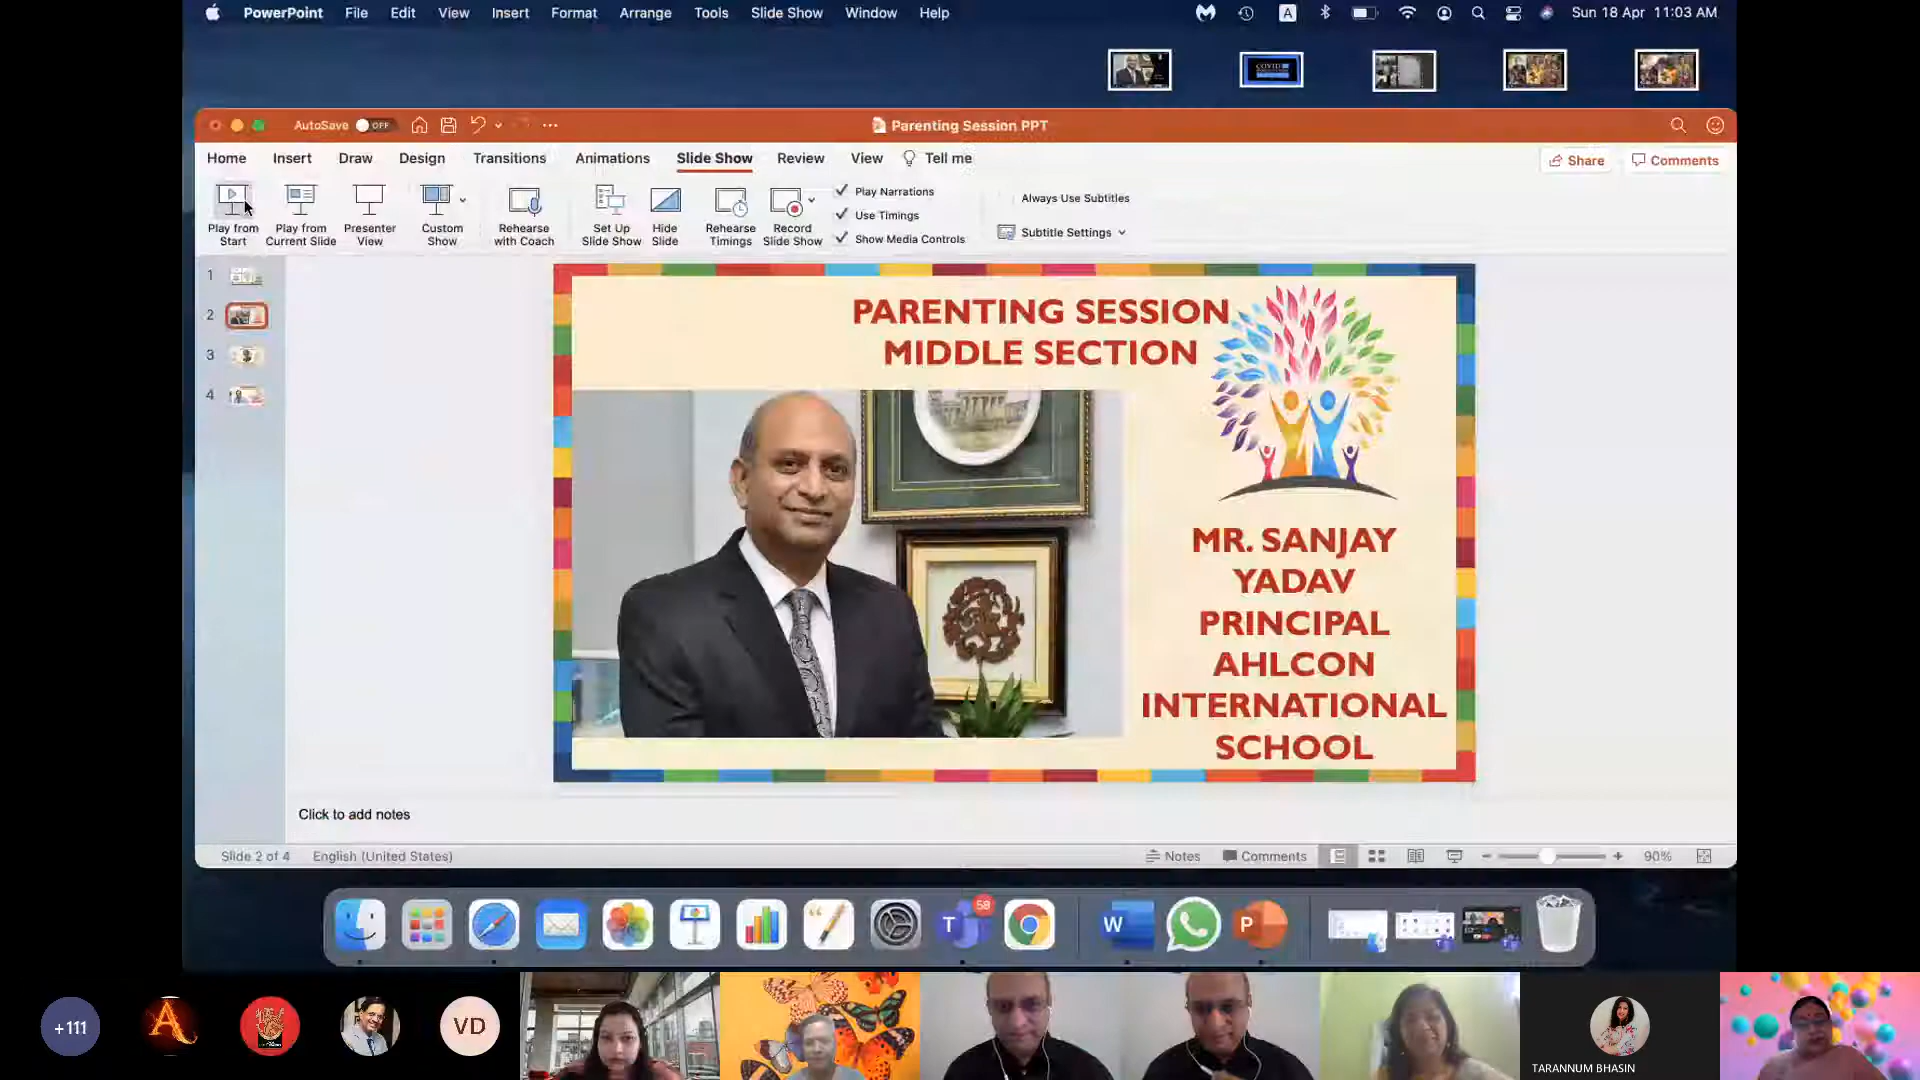 PowerPoint File Edit View Insert Format Arrange Tools Slide Show Window Help
A
Sun 18 Apr 11:03 AM
COVID
AutoSave OFF
Parenting Session PPT
Home Insert Draw Design Transitions Animations Slide Show Review View Tell me
Share Comments
Play from Start
Play from Current Slide
Presenter View
Custom Show
Rehearse with Coach
Set Up Slide Show
Hide Slide
Rehearse Timings
Record Slide Show
Play Narrations
Use Timings
Show Media Controls
Always Use Subtitles
Subtitle Settings
1
2
3
4
PARENTING SESSION
MIDDLE SECTION
MR. SANJAY
YADAV
PRINCIPAL
AHLCON
INTERNATIONAL
SCHOOL
Click to add notes
Slide 2 of 4 English (United States)
Notes Comments 90%
T 58
W
P
+111
A
VD
TARANNUM BHASIN